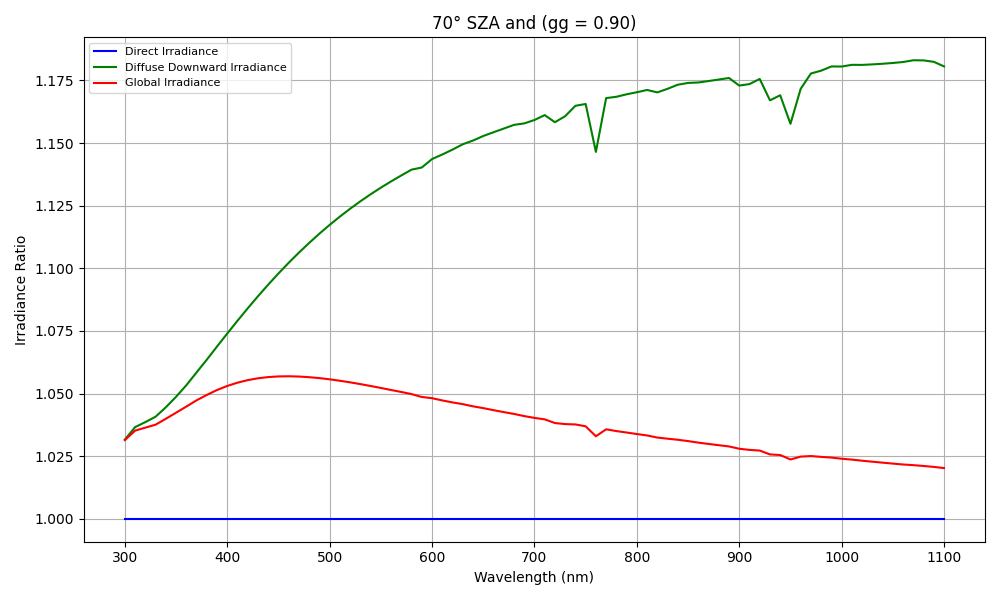 70° SZA and (gg = 0.90)
Direct Irradiance
Diffuse Downward Irradiance
Global Irradiance
Irradiance Ratio
1.175
1.150
1.125
1.100
1.075
1.050
1.025
1.000
300 400 500 600 700 800 900 1000 1100
Wavelength (nm)